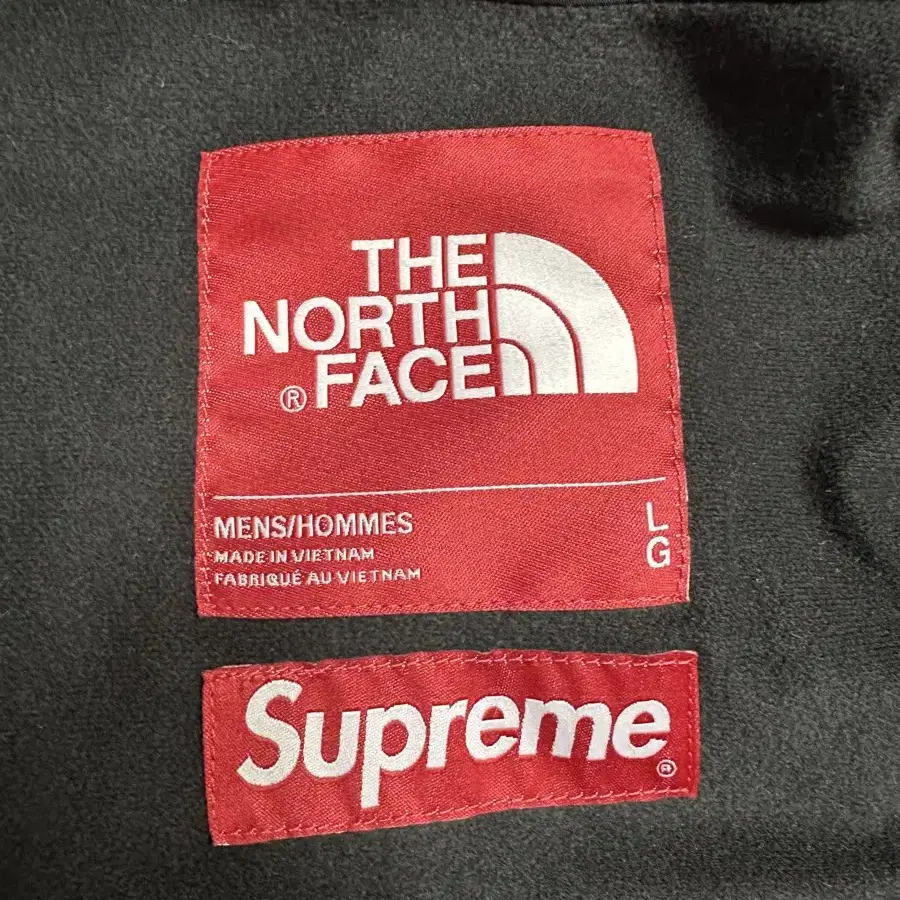 THE
NORTH
® FACE
MENS/HOMMES
L
G
MADE IN VIETNAM
FABRIQUÉ AU VIETNAM
Supreme®